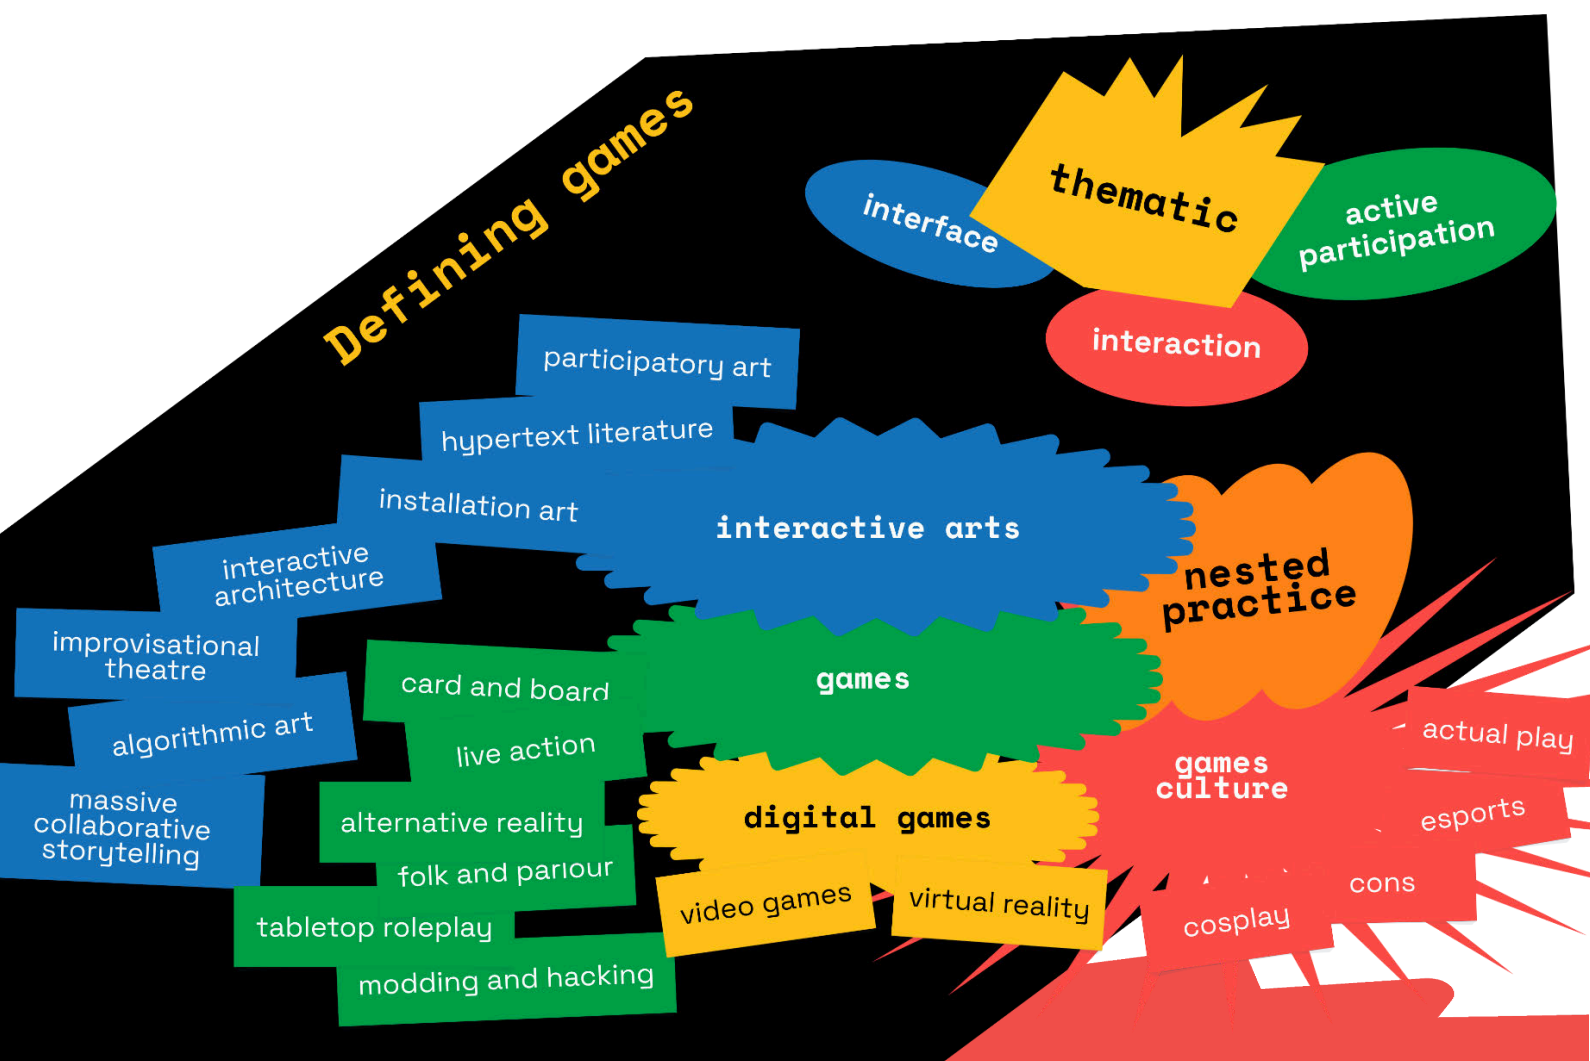 Defining games
thematic
interface
active
participation
interaction
participatory art
hypertext literature
installation art
interactive
architecture
improvisational
theatre
algorithmic art
massive
collaborative
storytelling
interactive arts
nested
practice
games
card and board
live action
alternative reality
folk and parlour
tabletop roleplay
modding and hacking
digital games
video games
virtual reality
games
culture
actual play
esports
cons
cosplay